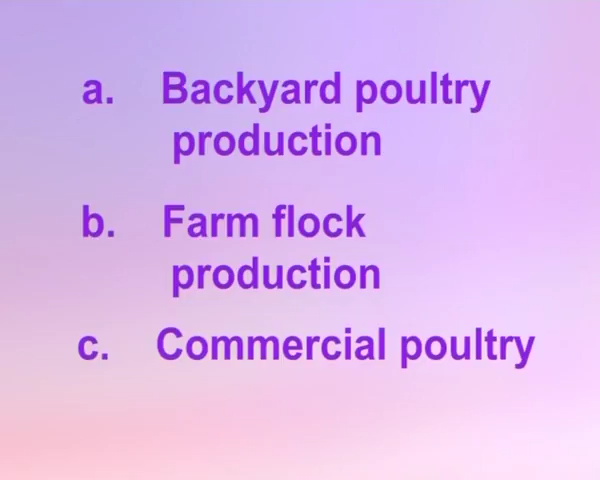 a. Backyard poultry
production
b. Farm flock
production
c. Commercial poultry